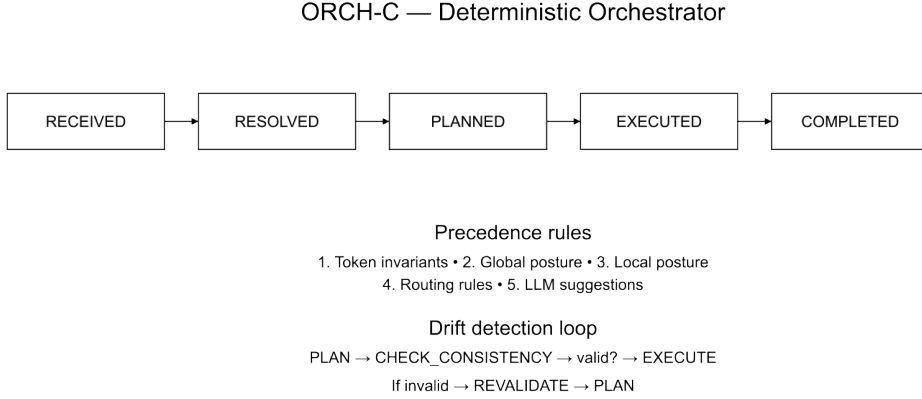 ORCH-C — Deterministic Orchestrator
RECEIVED
RESOLVED
PLANNED
EXECUTED
COMPLETED
Precedence rules
1. Token invariants • 2. Global posture • 3. Local posture
4. Routing rules • 5. LLM suggestions
Drift detection loop
PLAN → CHECK_CONSISTENCY → valid? → EXECUTE
If invalid → REVALIDATE → PLAN